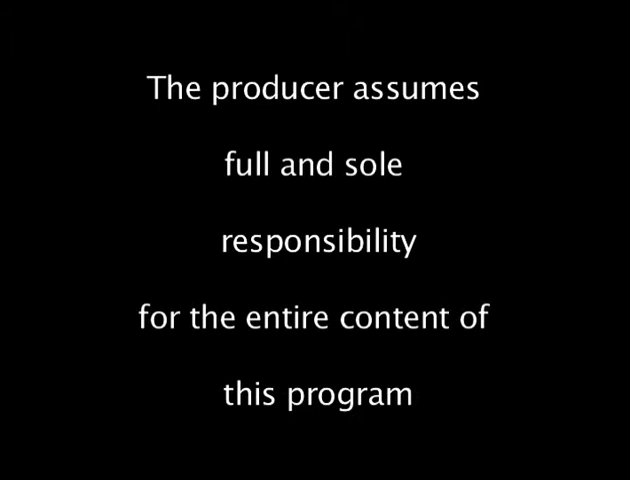 The producer assumes
full and sole
responsibility
for the entire content of
this program